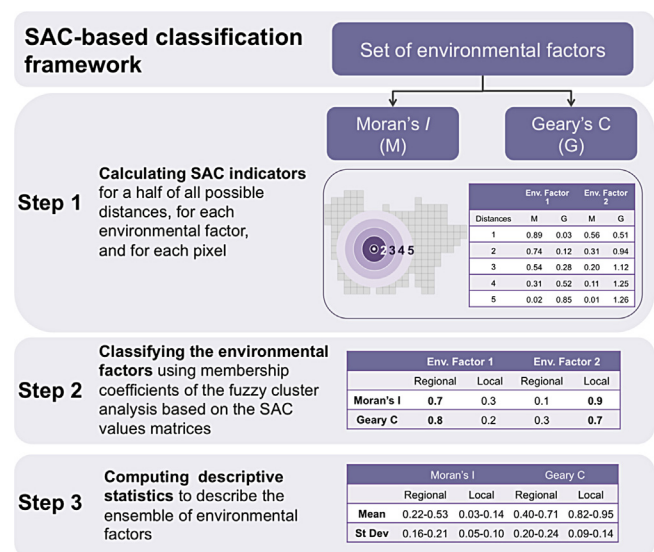 SAC-based classification
framework
Set of environmental factors
Moran's I
(M)
Geary's C
(G)
Step 1
Calculating SAC indicators
for a half of all possible
distances, for each
environmental factor,
and for each pixel
2 3 4 5
Env. Factor
1
Env. Factor
2
Distances M G M G
1 0.89 0.03 0.56 0.51
2 0.74 0.12 0.31 0.94
3 0.54 0.28 0.20 1.12
4 0.31 0.52 0.11 1.25
5 0.02 0.85 0.01 1.26
Step 2
Classifying the environmental
factors using membership
coefficients of the fuzzy cluster
analysis based on the SAC
values matrices
Env. Factor 1 Env. Factor 2
Regional Local Regional Local
Moran's I 0.7 0.3 0.1 0.9
Geary C 0.8 0.2 0.3 0.7
Step 3
Computing descriptive
statistics to describe the
ensemble of environmental
factors
Moran's I Geary C
Regional Local Regional Local
Mean 0.22-0.53 0.03-0.14 0.40-0.71 0.82-0.95
St Dev 0.16-0.21 0.05-0.10 0.20-0.24 0.09-0.14